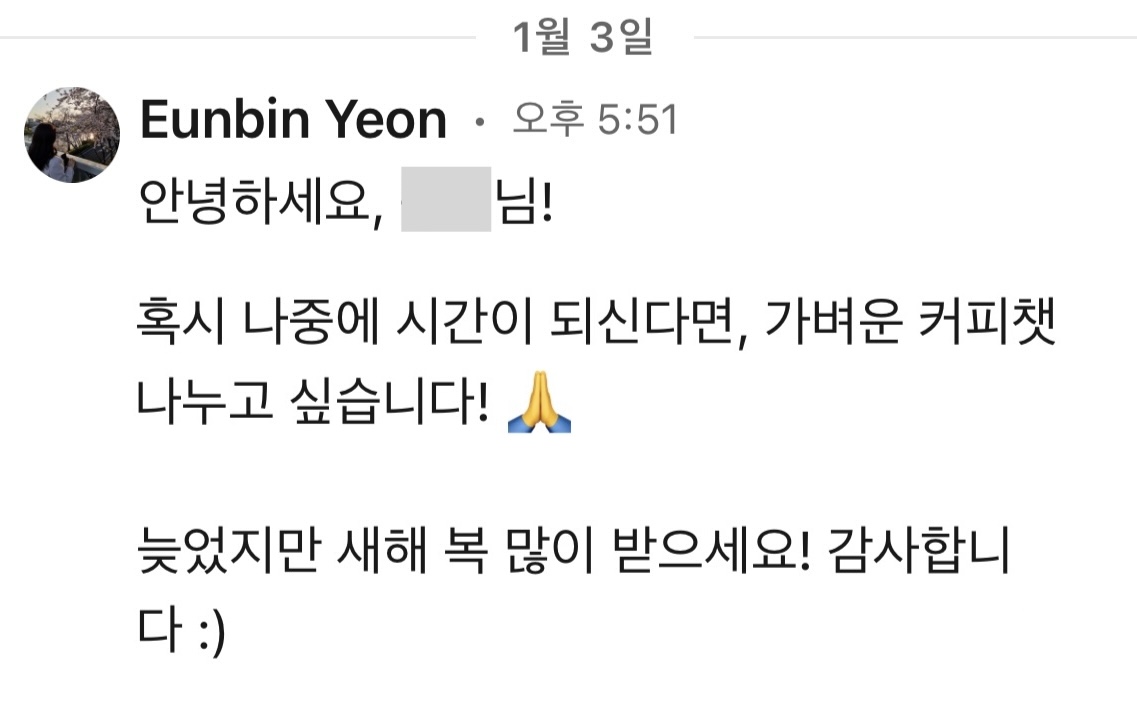 1월 3일
Eunbin Yeon • 오후 5:51
안녕하세요, 님!
혹시 나중에 시간이 되신다면, 가벼운 커피챗
나누고 싶습니다! 🙏
늦었지만 새해 복 많이 받으세요! 감사합니
다 :)